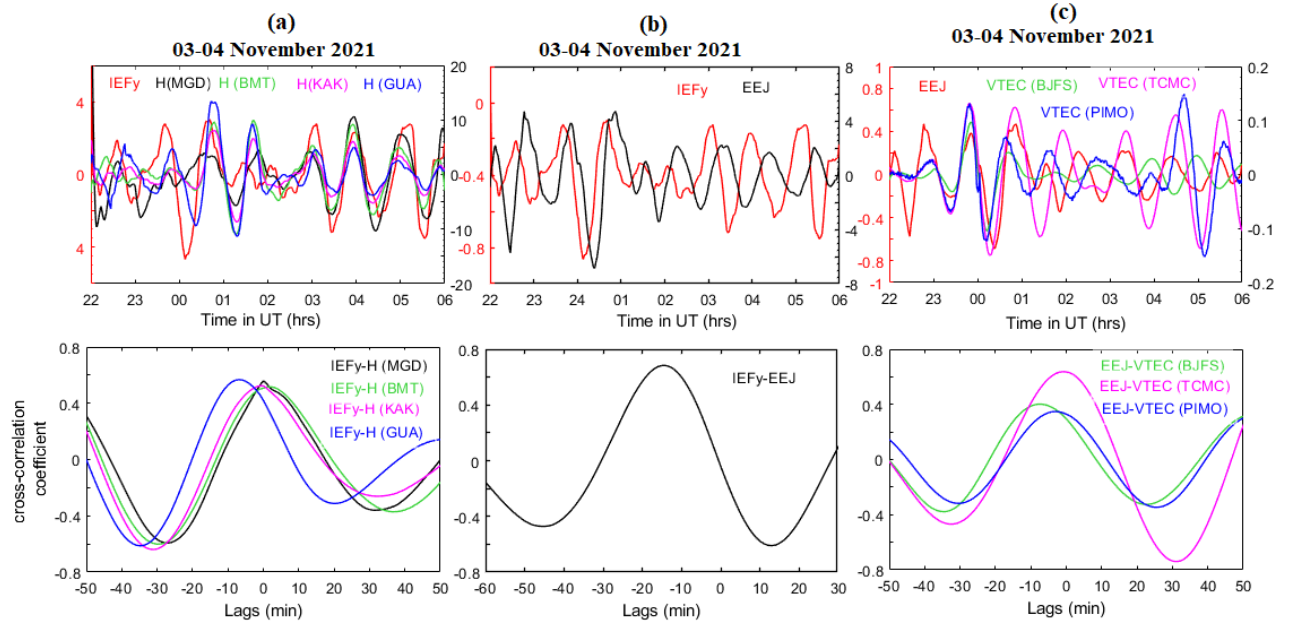 (a)
03-04 November 2021
IEFy H(MGD) H (BMT) H(KAK) H (GUA)
4
0
4
20
10
0
-10
-20
22 23 00 01 02 03 04 05 06
Time in UT (hrs)
(b)
03-04 November 2021
IEFy EEJ
0
-0.4
-0.8
8
4
0
-4
-8
22 23 24 01 02 03 04 05 06
Time in UT (hrs)
(c)
03-04 November 2021
EEJ VTEC (BJFS) VTEC (TCMC)
VTEC (PIMO)
1
0.8
0.6
0.4
0.2
0
-0.2
-0.4
-0.6
-0.8
-1
0.2
0.1
0
-0.1
-0.2
22 23 00 01 02 03 04 05 06
Time in UT (hrs)
cross-correlation
coefficient
0.8
0.4
0
-0.4
-0.8
IEFy-H (MGD)
IEFy-H (BMT)
IEFy-H (KAK)
IEFy-H (GUA)
-50 -40 -30 -20 -10 0 10 20 30 40 50
Lags (min)
0.8
0.4
0
-0.4
-0.8
IEFy-EEJ
-60 -50 -40 -30 -20 -10 0 10 20 30
Lags (min)
0.8
0.4
0
-0.4
-0.8
EEJ-VTEC (BJFS)
EEJ-VTEC (TCMC)
EEJ-VTEC (PIMO)
-50 -40 -30 -20 -10 0 10 20 30 40 50
Lags (min)